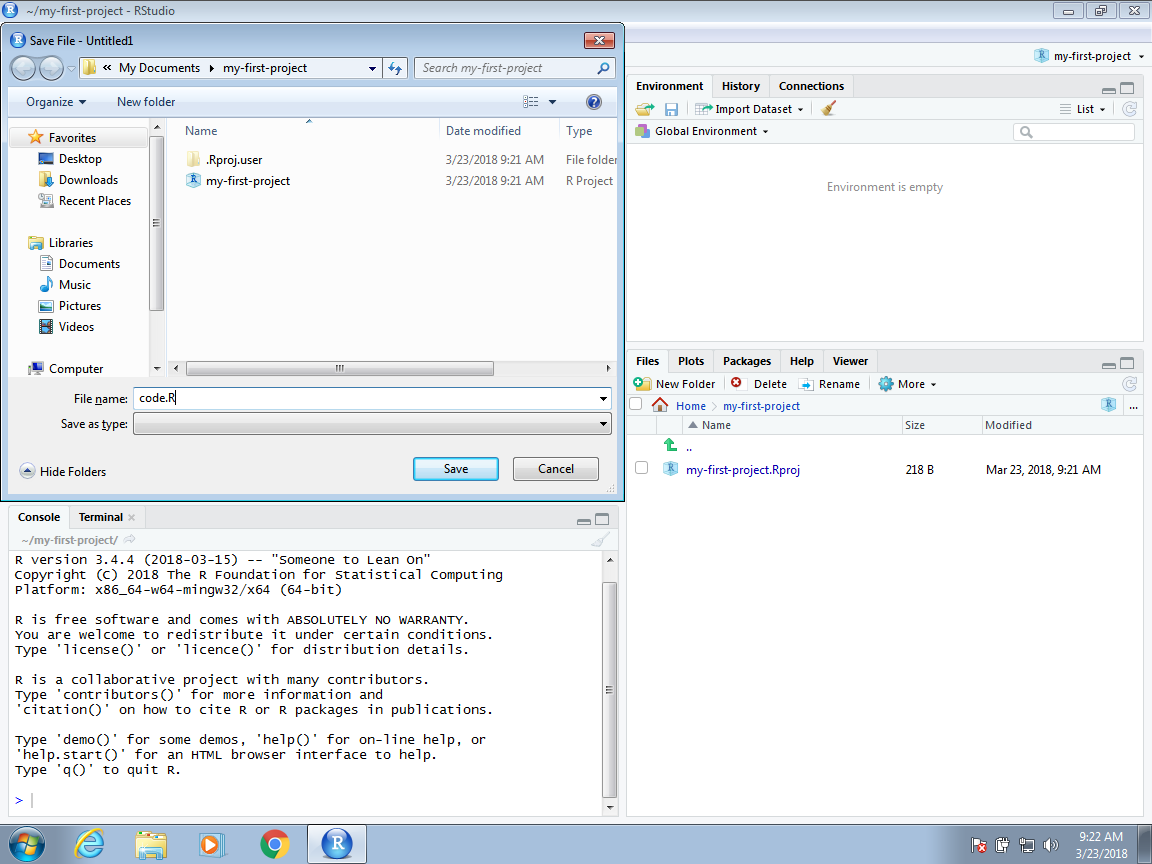 ~/my-first-project - RStudio
Save File - Untitled1
« My Documents my-first-project
Search my-first-project
Organize
New folder
Favorites
Desktop
Downloads
Recent Places
Libraries
Documents
Music
Pictures
Videos
Computer
Name Date modified Type
.Rproj.user 3/23/2018 9:21 AM File folder
my-first-project 3/23/2018 9:21 AM R Project
File name: code.R
Save as type:
Hide Folders
Save
Cancel
my-first-project
Environment History Connections
Import Dataset
List
Global Environment
Environment is empty
Files Plots Packages Help Viewer
New Folder Delete Rename More
Home my-first-project ...
Name Size Modified
..
my-first-project.Rproj 218 B Mar 23, 2018, 9:21 AM
Console Terminal
~/my-first-project/
R version 3.4.4 (2018-03-15) -- "Someone to Lean On"
Copyright (C) 2018 The R Foundation for Statistical Computing
Platform: x86_64-w64-mingw32/x64 (64-bit)
R is free software and comes with ABSOLUTELY NO WARRANTY.
You are welcome to redistribute it under certain conditions.
Type 'license()' or 'licence()' for distribution details.
R is a collaborative project with many contributors.
Type 'contributors()' for more information and
'citation()' on how to cite R or R packages in publications.
Type 'demo()' for some demos, 'help()' for on-line help, or
'help.start()' for an HTML browser interface to help.
Type 'q()' to quit R.
>
9:22 AM
3/23/2018